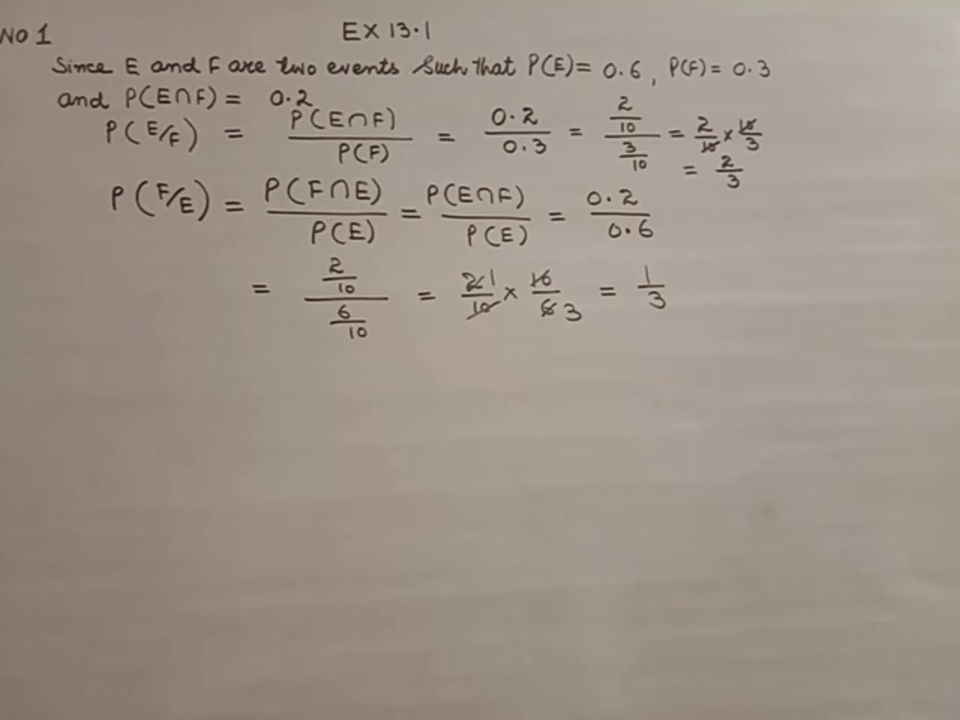 NO 1 EX 13.1
Since E and F are two events Such that P(E) = 0.6, P(F) = 0.3
and P(E∩F) = 0.2
P(E/F) = P(E∩F)/P(F) = 0.2/0.3 = (2/10)/(3/10) = 2/10 × 10/3
= 2/3
P(F/E) = P(F∩E)/P(E) = P(E∩F)/P(E) = 0.2/0.6
= (2/10)/(6/10) = 2 1/10 × 10/6 3 = 1/3